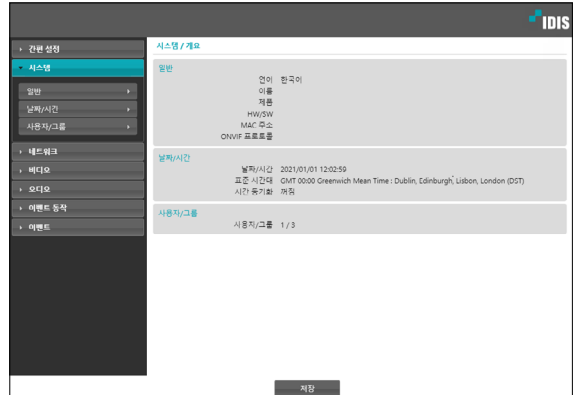 IDIS
간편 설정
시스템
일반
날짜/시간
사용자/그룹
네트워크
비디오
오디오
이벤트 동작
이벤트
시스템 / 개요
일반
언어 한국어
이름
제품
HW/SW
MAC 주소
ONVIF 프로토콜
날짜/시간
날짜/시간 2021/01/01 12:02:59
표준 시간대 GMT 00:00 Greenwich Mean Time : Dublin, Edinburgh, Lisbon, London (DST)
시간 동기화 꺼짐
사용자/그룹
사용자/그룹 1 / 3
저장